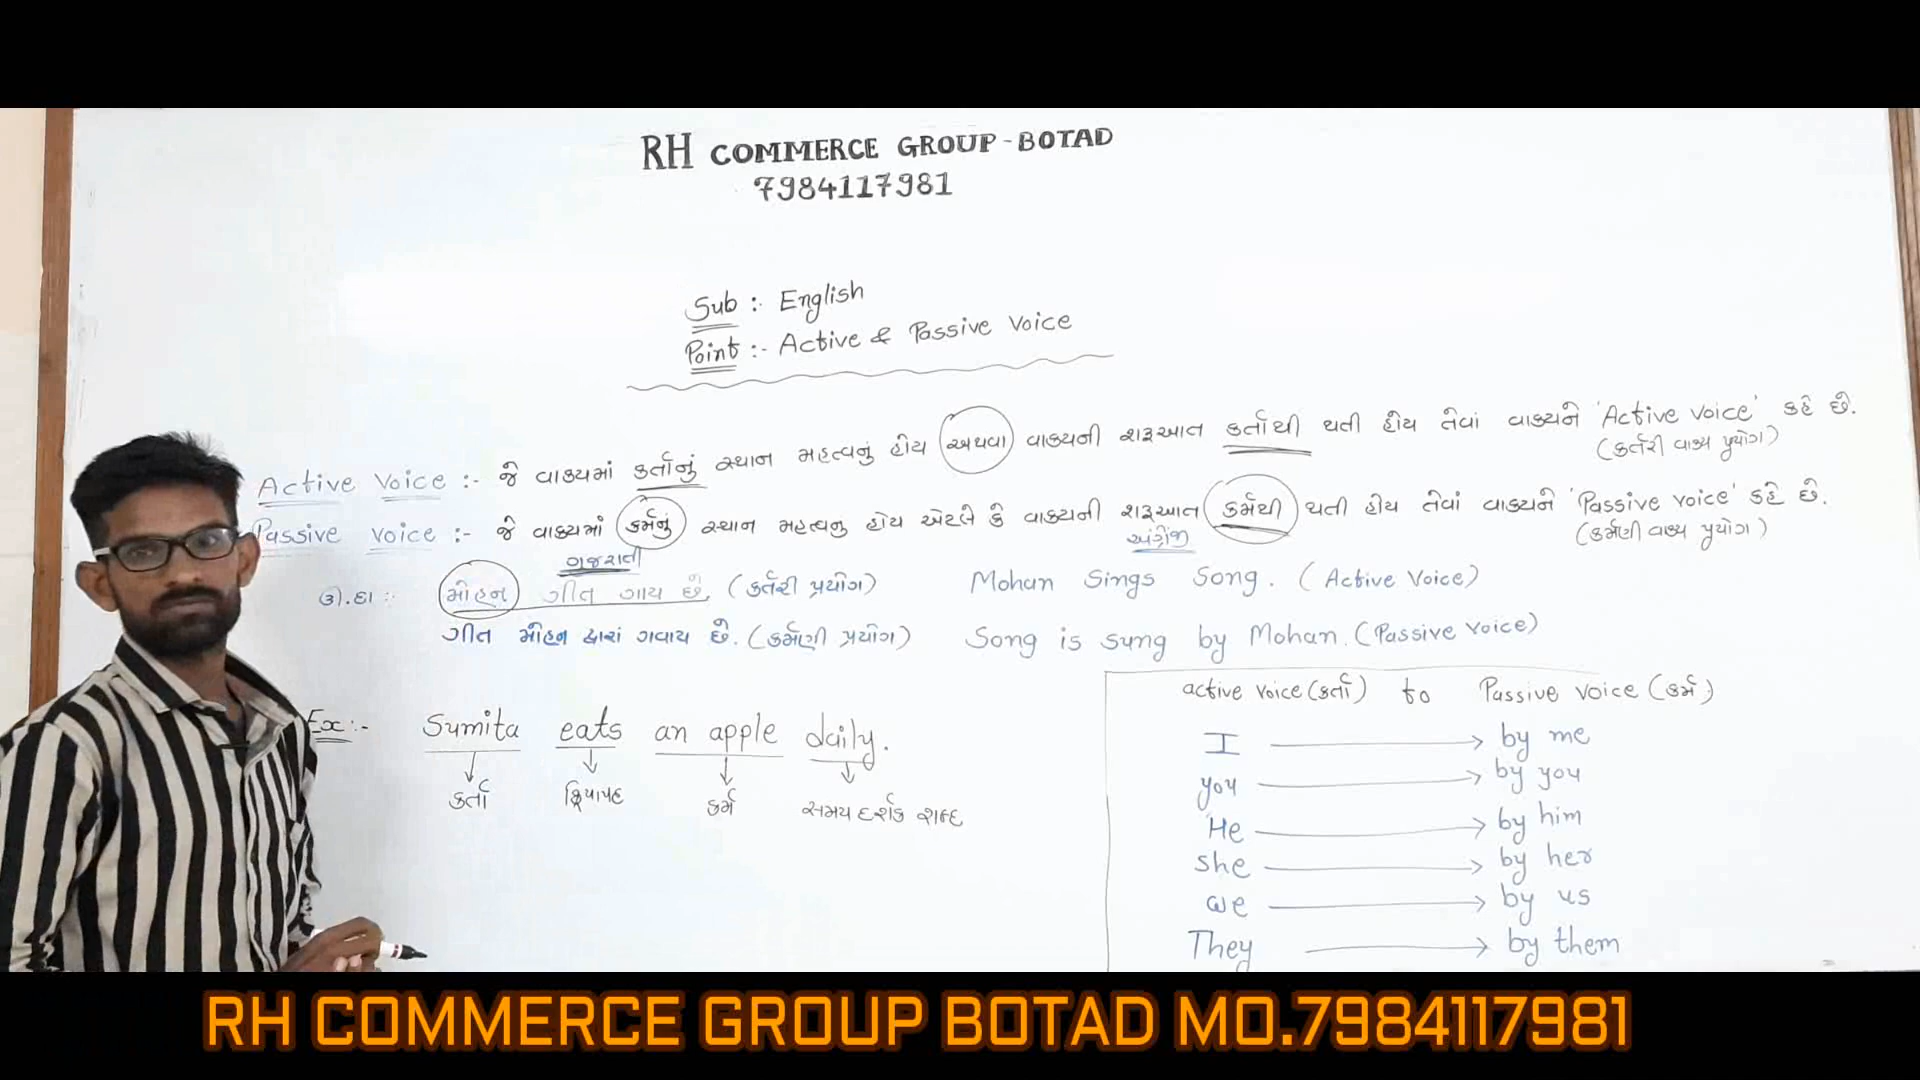 RH COMMERCE GROUP - BOTAD
7984117981
Sub :- English
Point :- Active & Passive Voice
Active Voice :- જે વાક્યમાં કર્તાનું સ્થાન મહત્વનું હોય અથવા વાક્યની શરૂઆત કર્તાથી થતી હોય તેવાં વાક્યને 'Active Voice' કહે છે.
(કર્તરી વાક્ય પ્રયોગ)
Passive Voice :- જે વાક્યમાં કર્મનું સ્થાન મહત્વનુ હોય એટલે કે વાક્યની શરૂઆત કર્મથી થતી હોય તેવાં વાક્યને 'Passive voice' કહે છે.
(કર્મણી વાક્ય પ્રયોગ)
ગુજરાતી અંગ્રેજી
ઉ.દા :- મોહન ગીત ગાય છે. (કર્તરી પ્રયોગ) Mohan Sings Song. (Active Voice)
ગીત મોહન દ્વારાં ગવાય છે. (કર્મણી પ્રયોગ) Song is sung by Mohan. (Passive Voice)
Ex :- Sumita eats an apple daily.
કર્તા ક્રિયાપદ કર્મ સમય દર્શક શબ્દ
active voice (કર્તા) to Passive voice (કર્મ)
I → by me
you → by you
He → by him
She → by her
we → by us
They → by them
RH COMMERCE GROUP BOTAD MO.7984117981